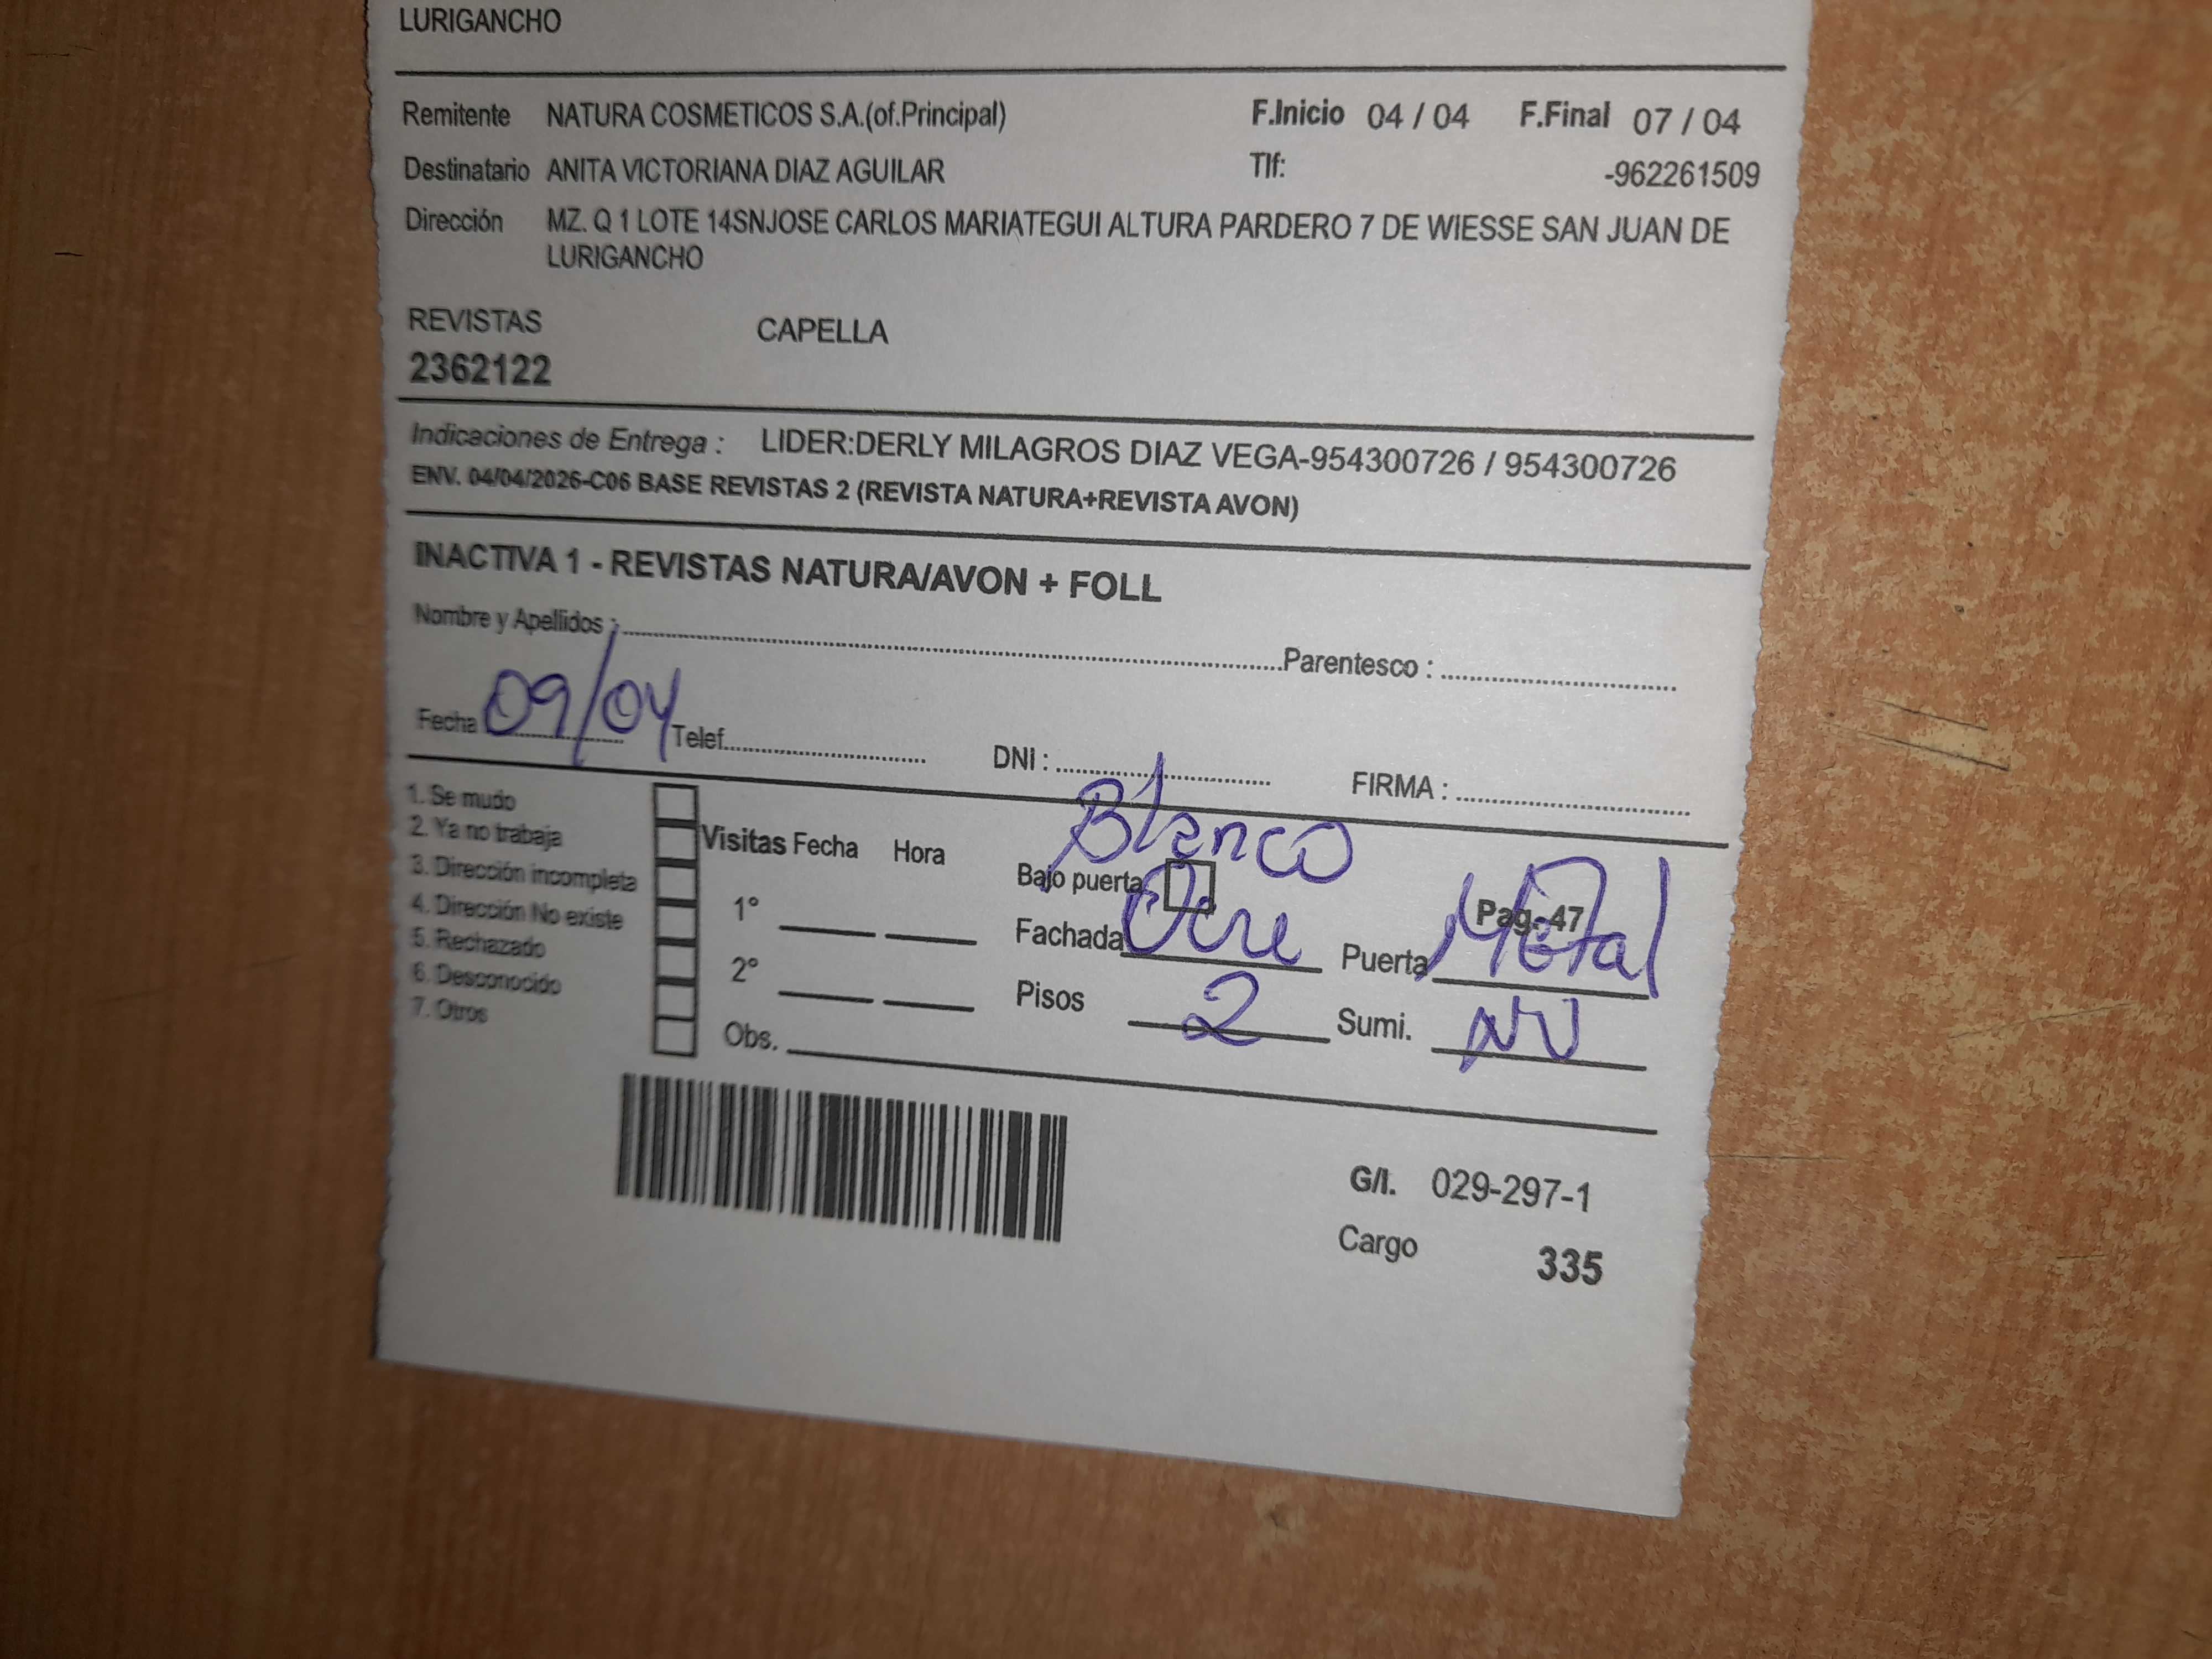 LURIGANCHO
Remitente NATURA COSMETICOS S.A.(of.Principal) F.Inicio 04 / 04 F.Final 07 / 04
Destinatario ANITA VICTORIANA DIAZ AGUILAR Tlf: -962261509
Dirección MZ. Q 1 LOTE 14SNJOSE CARLOS MARIATEGUI ALTURA PARDERO 7 DE WIESSE SAN JUAN DE
LURIGANCHO
REVISTAS CAPELLA
2362122
Indicaciones de Entrega : LIDER:DERLY MILAGROS DIAZ VEGA-954300726 / 954300726
ENV. 04/04/2026-C06 BASE REVISTAS 2 (REVISTA NATURA+REVISTA AVON)
INACTIVA 1 - REVISTAS NATURA/AVON + FOLL
Nombre y Apellidos : Parentesco :
Fecha 09/04 Telef. DNI : FIRMA :
1. Se mudo
2. Ya no trabaja
3. Dirección incompleta
4. Dirección No existe
5. Rechazado
6. Desconocido
7. Otros
Visitas Fecha Hora
1°
2°
Obs.
Blanco
Bajo puerta Pag.-47
Fachada Ocre Puerta Metal
Pisos 2 Sumi. NV
G/I. 029-297-1
Cargo 335